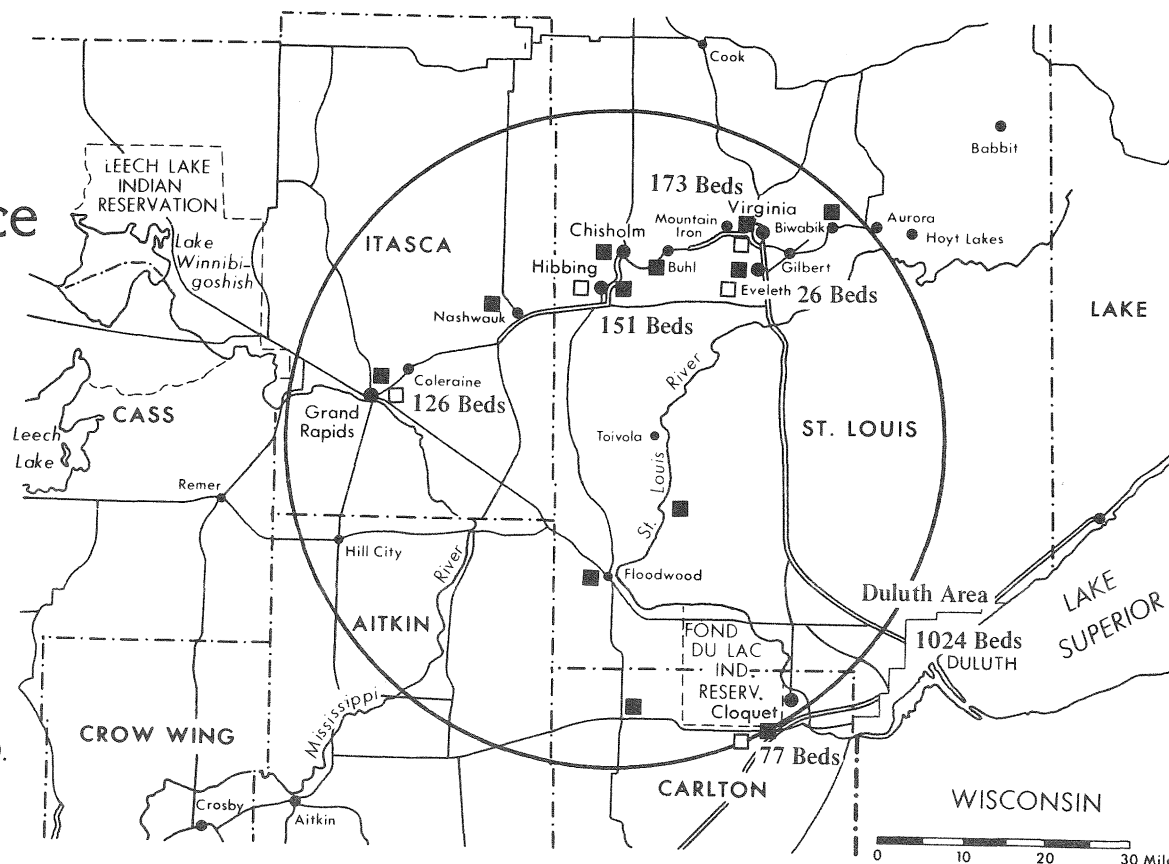 ce
Cook
Babbit
LEECH LAKE
INDIAN
RESERVATION
173 Beds
Virginia
Mountain
Iron
Biwabik
Aurora
Hoyt Lakes
Lake
Winnibi-
goshish
ITASCA
Chisholm
Buhl
Gilbert
Hibbing
Eveleth
26 Beds
Nashwauk
151 Beds
LAKE
Coleraine
126 Beds
Grand
Rapids
CASS
River
Leech
Lake
Toivola
ST. LOUIS
Remer
St. Louis
Hill City
River
Floodwood
Duluth Area
AITKIN
LAKE
SUPERIOR
1024 Beds
DULUTH
FOND
DU LAC
IND.
RESERV.
Cloquet
Mississippi
CROW WING
77 Beds
CARLTON
WISCONSIN
Crosby
Aitkin
0 10 20 30 Mile